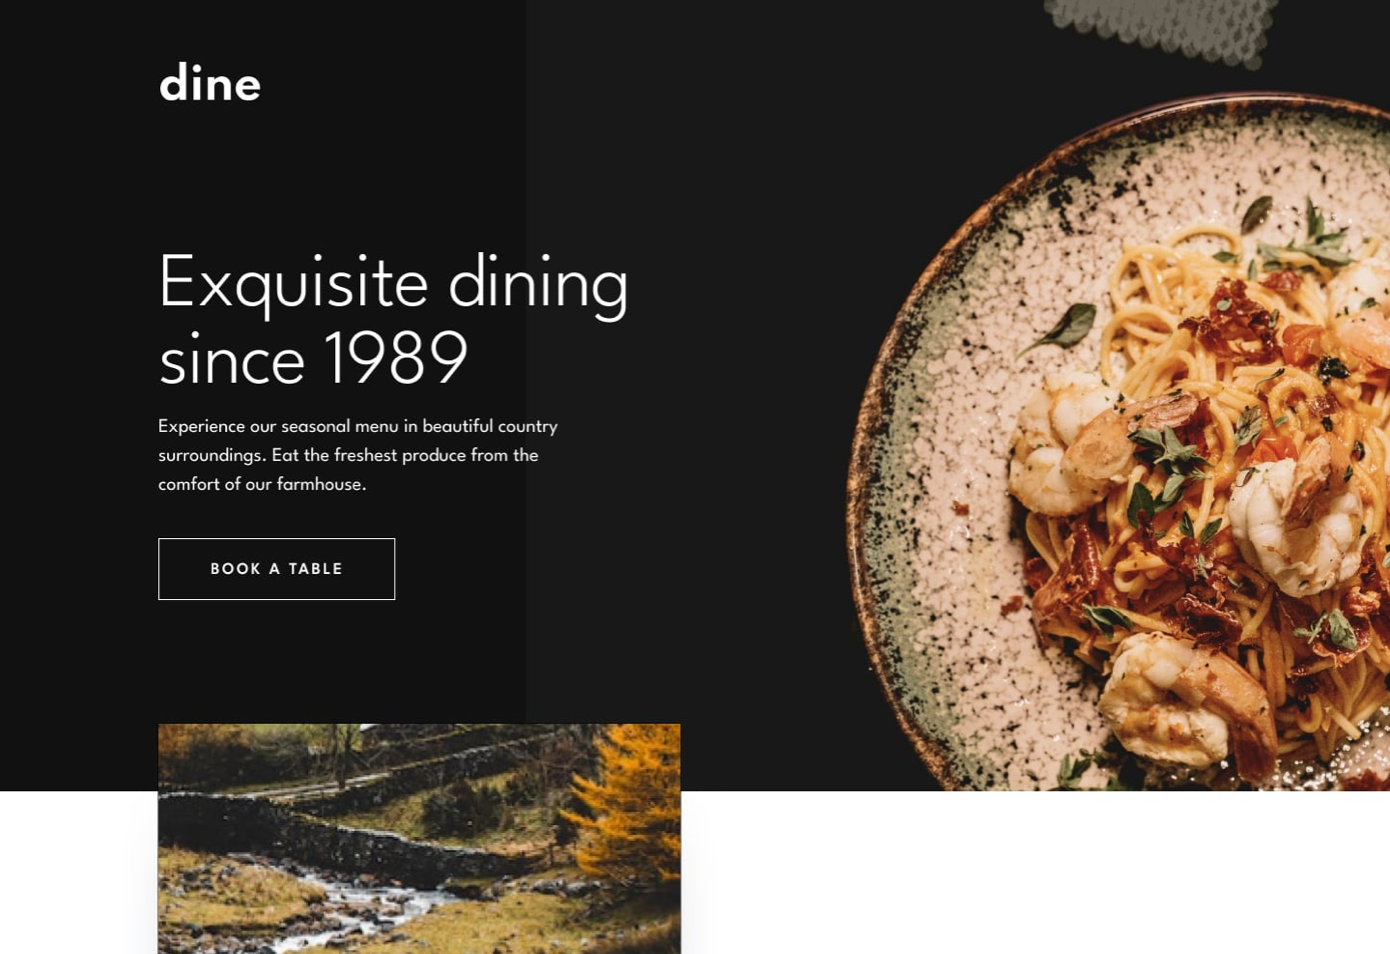 dine
Exquisite dining
since 1989
Experience our seasonal menu in beautiful country
surroundings. Eat the freshest produce from the
comfort of our farmhouse.
BOOK A TABLE